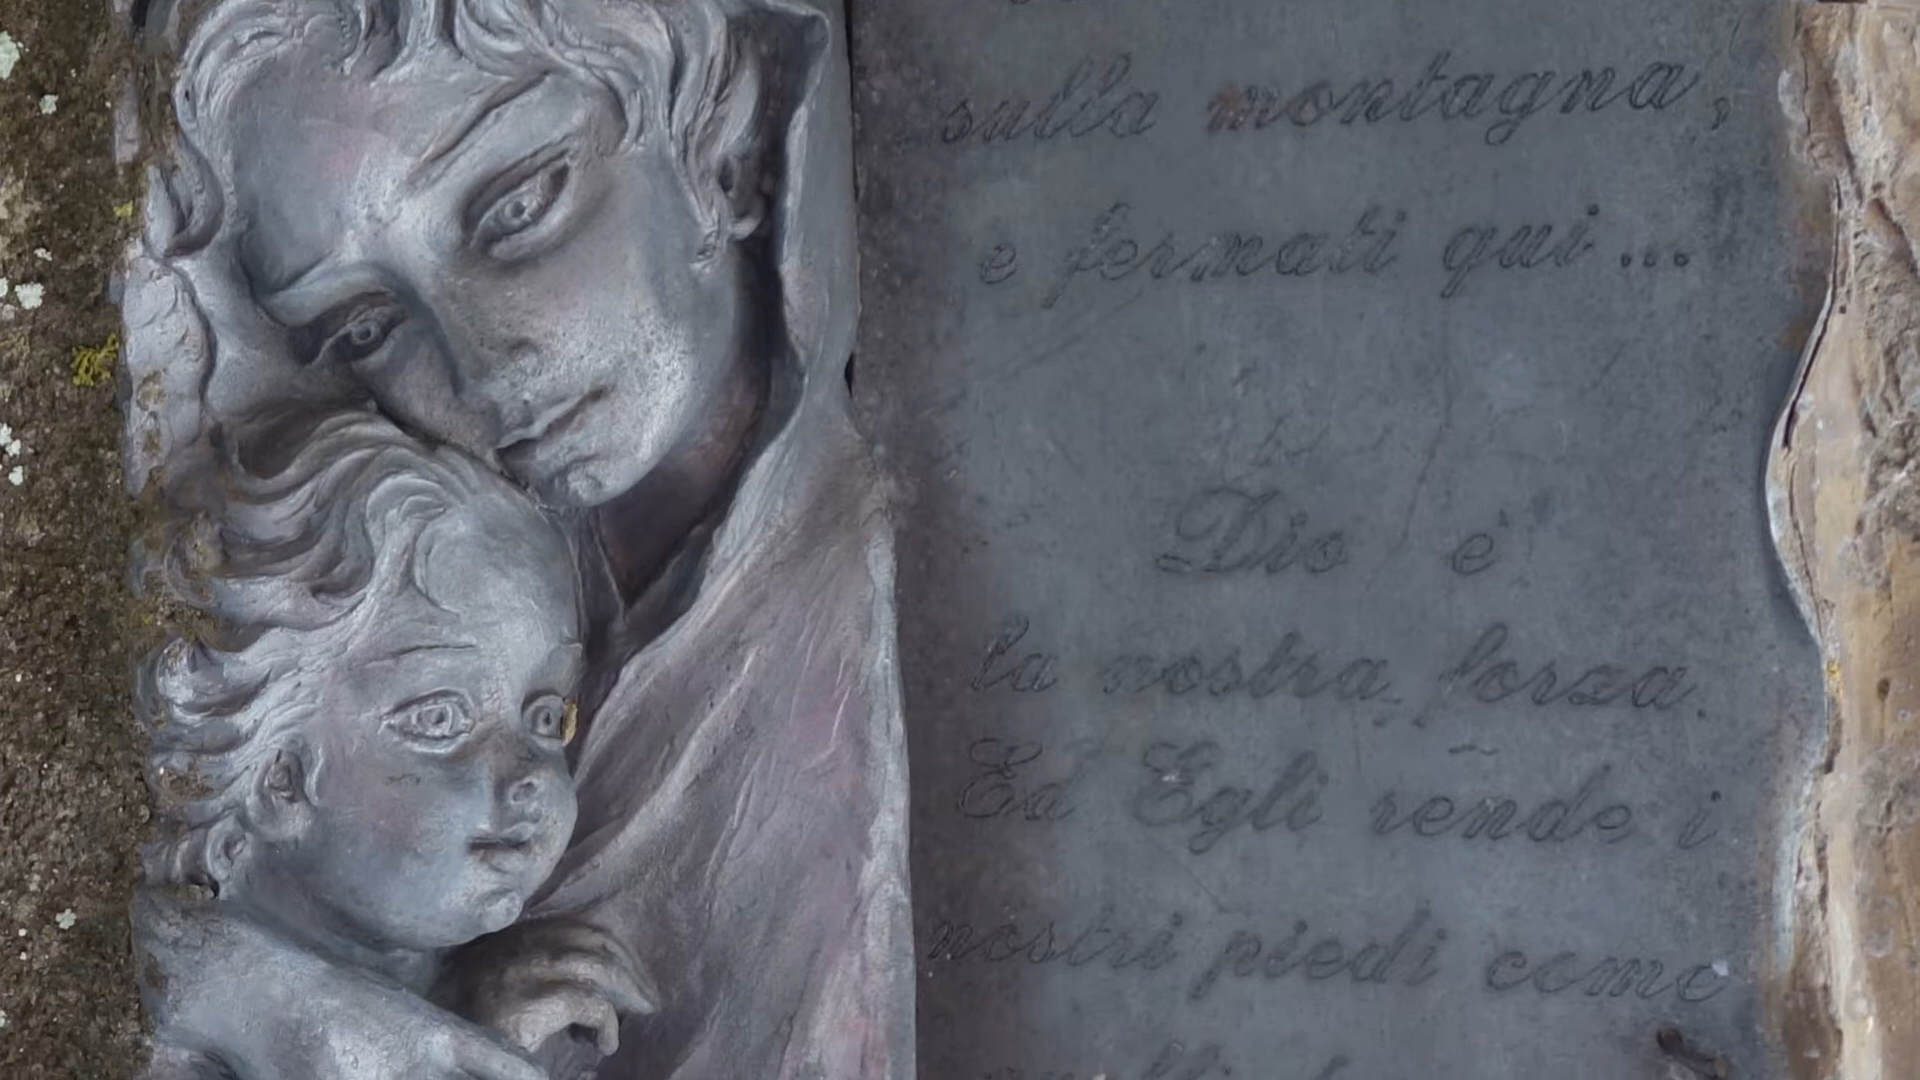 sulla montagna,
e fermati qui...
Dio è
la nostra forza.
Ed Egli rende i
nostri piedi come